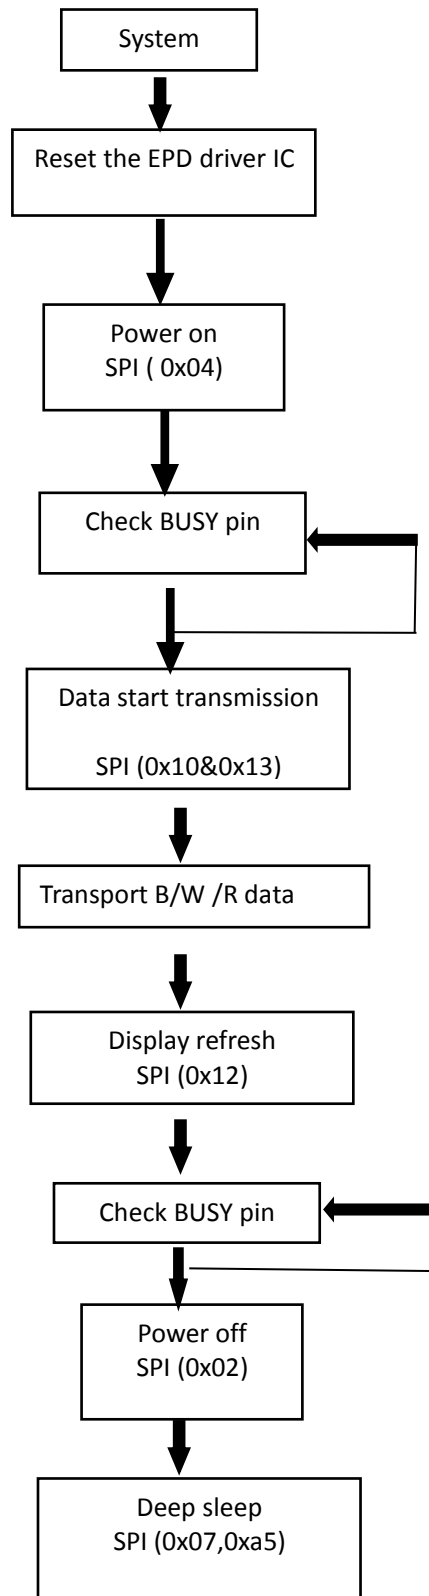 System
Reset the EPD driver IC
Power on
SPI ( 0x04)
Check BUSY pin
Data start transmission
SPI (0x10&0x13)
Transport B/W /R data
Display refresh
SPI (0x12)
Check BUSY pin
Power off
SPI (0x02)
Deep sleep
SPI (0x07,0xa5)